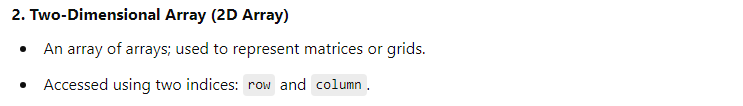 2. Two-Dimensional Array (2D Array)
• An array of arrays; used to represent matrices or grids.
• Accessed using two indices: row and column.